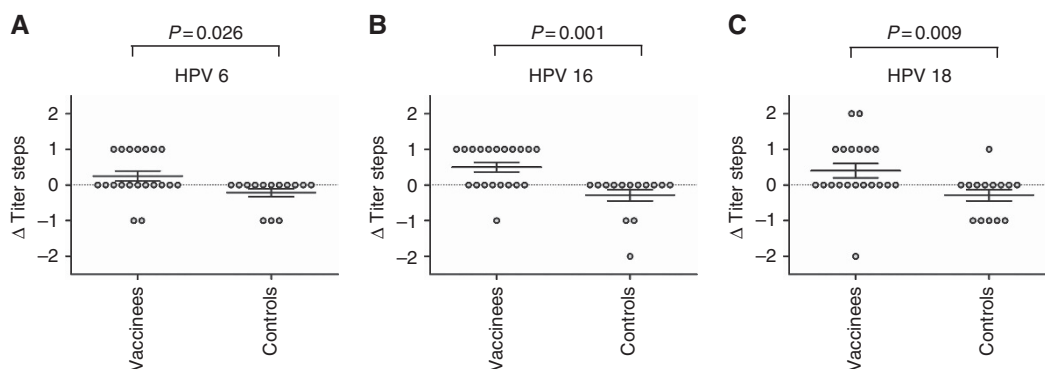 A
P = 0.026
HPV 6
Δ Titer steps
2
1
0
−1
−2
Vaccinees
Controls
B
P = 0.001
HPV 16
Δ Titer steps
2
1
0
−1
−2
Vaccinees
Controls
C
P = 0.009
HPV 18
Δ Titer steps
2
1
0
−1
−2
Vaccinees
Controls